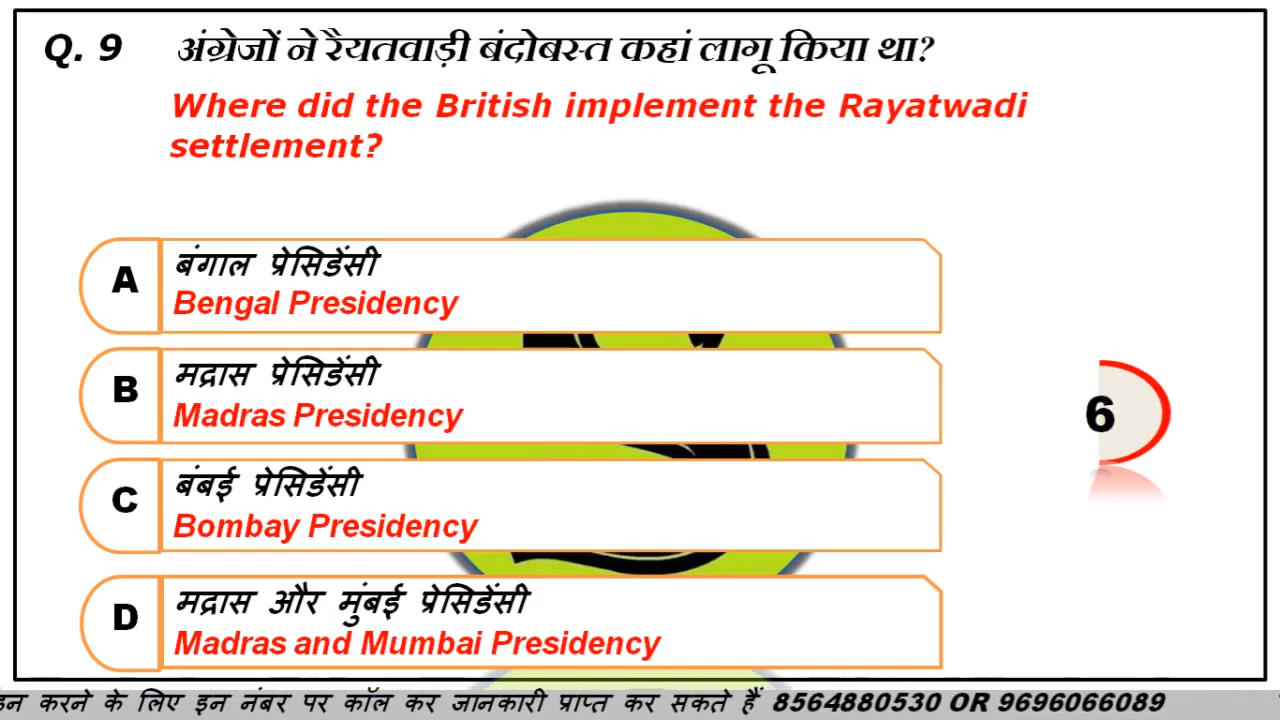 Q. 9 अंग्रेजों ने रैयतवाड़ी बंदोबस्त कहां लागू किया था?
Where did the British implement the Rayatwadi
settlement?
A बंगाल प्रेसिडेंसी
Bengal Presidency
B मद्रास प्रेसिडेंसी
Madras Presidency
6
C बंबई प्रेसिडेंसी
Bombay Presidency
D मद्रास और मुंबई प्रेसिडेंसी
Madras and Mumbai Presidency
करने के लिए इन नंबर पर कॉल कर जानकारी प्राप्त कर सकते हैं 8564880530 OR 9696066089